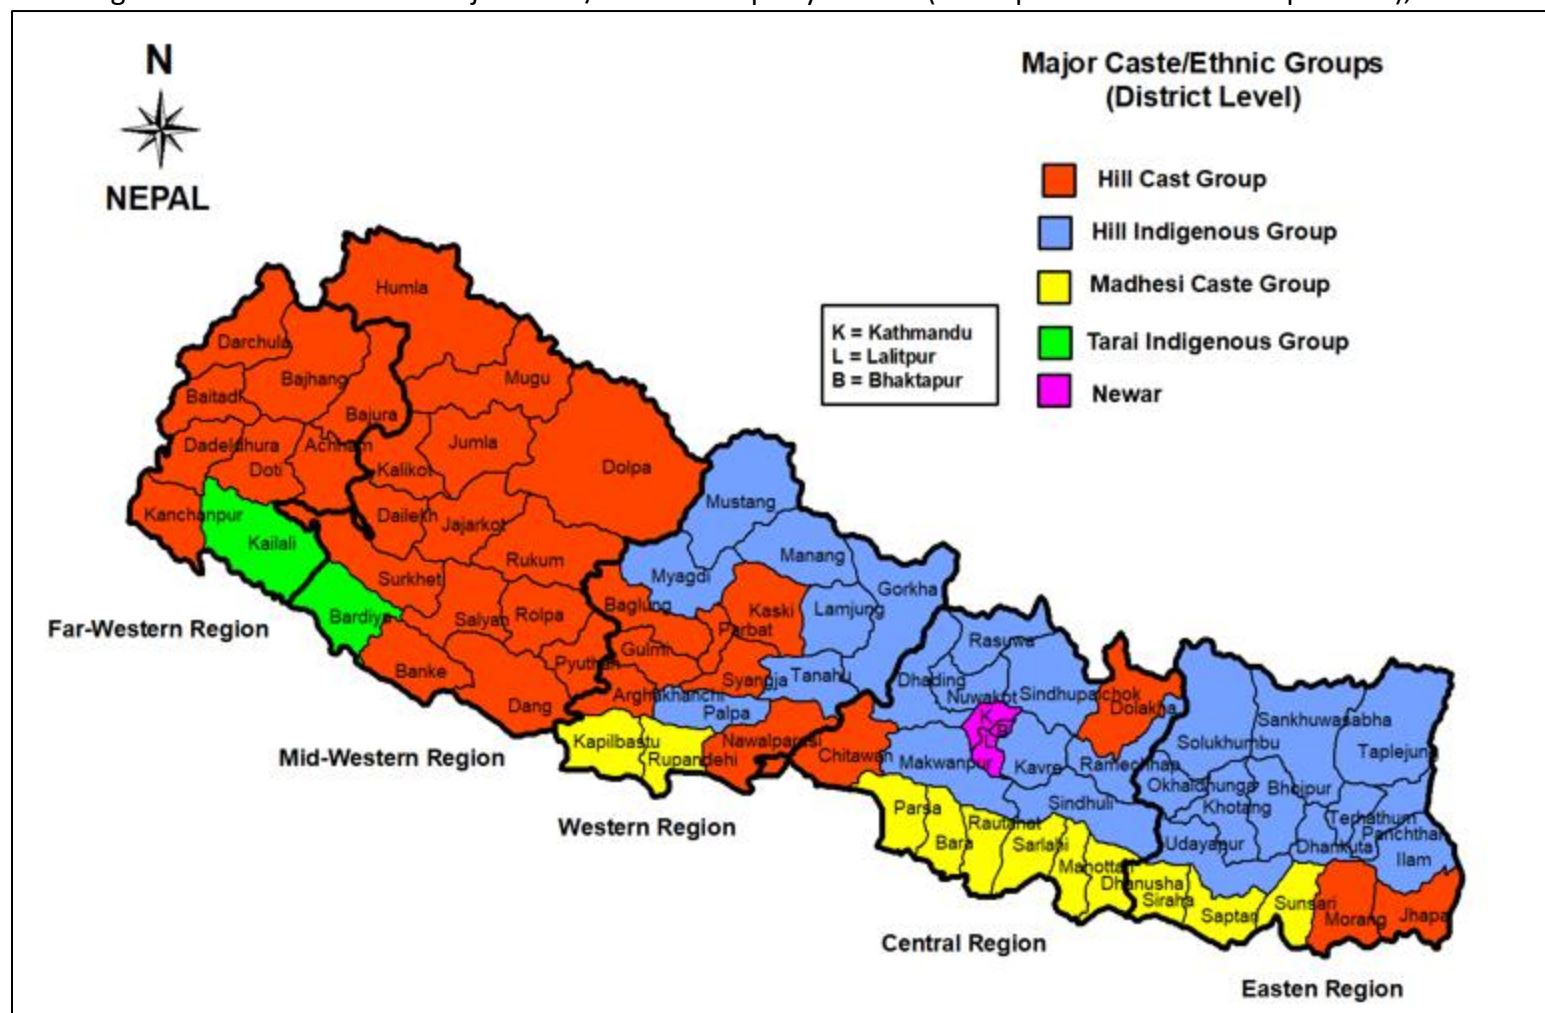 N
NEPAL
Major Caste/Ethnic Groups
(District Level)
Hill Cast Group
Hill Indigenous Group
Madhesi Caste Group
Tarai Indigenous Group
Newar
K = Kathmandu
L = Lalitpur
B = Bhaktapur
Humla
Darchula
Bajhang
Mugu
Baitadi
Bajura
Dadeldhura
Achham
Jumla
Doti
Kalikot
Dolpa
Kanchanpur
Dailekh
Jajarkot
Mustang
Kailali
Rukum
Manang
Surkhet
Myagdi
Gorkha
Bardiya
Salyan
Rolpa
Baglung
Kaski
Lamjung
Parbat
Gulmi
Rasuwa
Banke
Pyuthan
Syangja
Tanahu
Dhading
Arghakhanchi
Nuwakot
Sindhupalchok
Dang
Palpa
Dolakha
K
B
L
Sankhuwasabha
Kapilbastu
Nawalparasi
Solukhumbu
Rupandehi
Chitawan
Makwanpur
Kavre
Ramechhap
Taplejung
Okhaldhunga
Bhojpur
Parsa
Sindhuli
Khotang
Rautahat
Terhathum
Panchthar
Bara
Sarlahi
Udayapur
Dhankuta
Mahottari
Ilam
Dhanusha
Siraha
Saptari
Sunsari
Morang
Jhapa
Far-Western Region
Mid-Western Region
Western Region
Central Region
Easten Region